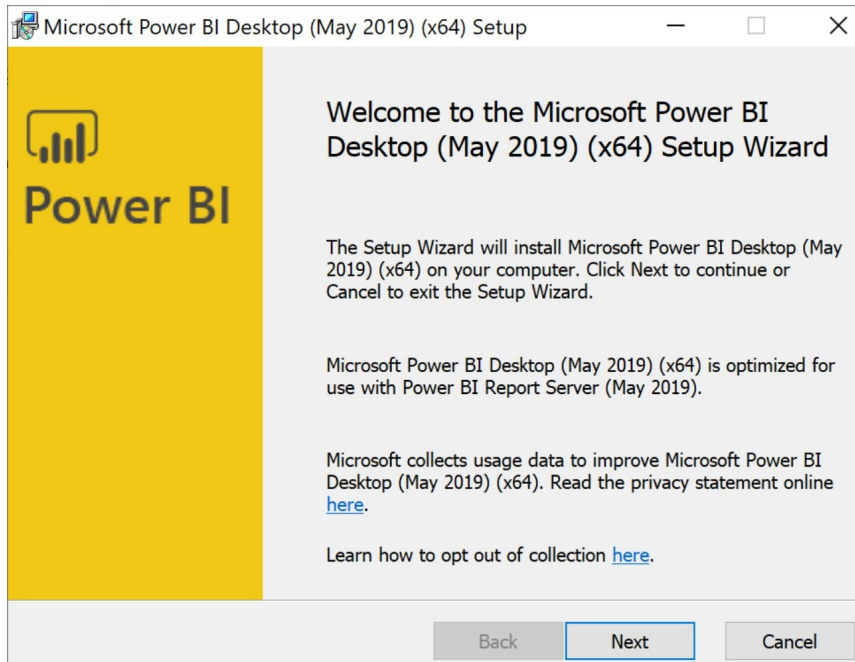 Microsoft Power BI Desktop (May 2019) (x64) Setup
Power BI
Welcome to the Microsoft Power BI
Desktop (May 2019) (x64) Setup Wizard
The Setup Wizard will install Microsoft Power BI Desktop (May
2019) (x64) on your computer. Click Next to continue or
Cancel to exit the Setup Wizard.
Microsoft Power BI Desktop (May 2019) (x64) is optimized for
use with Power BI Report Server (May 2019).
Microsoft collects usage data to improve Microsoft Power BI
Desktop (May 2019) (x64). Read the privacy statement online
here.
Learn how to opt out of collection here.
Back Next Cancel